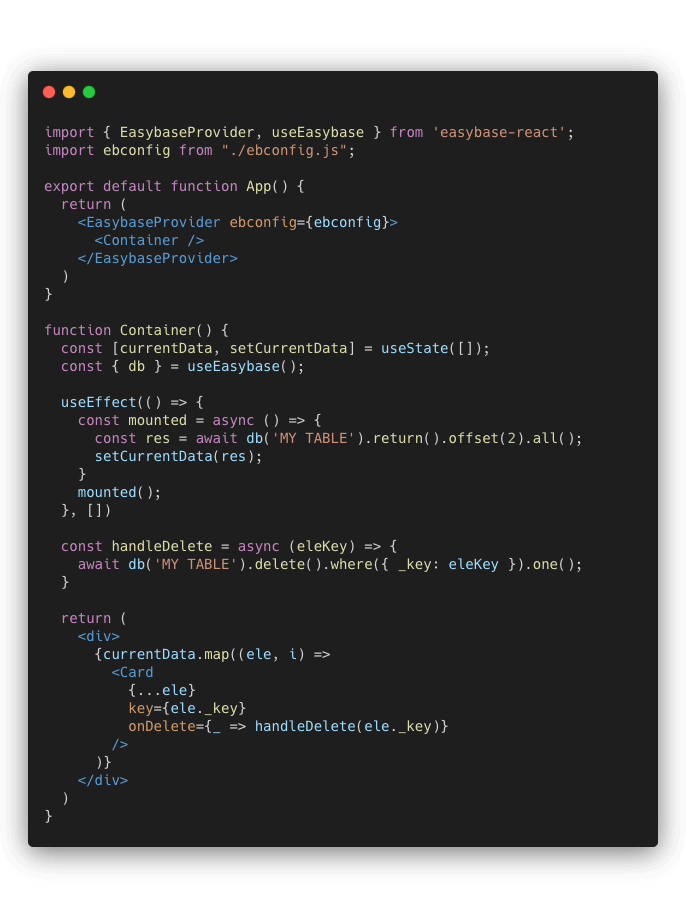 import { EasybaseProvider, useEasybase } from 'easybase-react';
import ebconfig from "./ebconfig.js";

export default function App() {
  return (
    <EasybaseProvider ebconfig={ebconfig}>
      <Container />
    </EasybaseProvider>
  )
}

function Container() {
  const [currentData, setCurrentData] = useState([]);
  const { db } = useEasybase();

  useEffect(() => {
    const mounted = async () => {
      const res = await db('MY TABLE').return().offset(2).all();
      setCurrentData(res);
    }
    mounted();
  }, [])

  const handleDelete = async (eleKey) => {
    await db('MY TABLE').delete().where({ _key: eleKey }).one();
  }

  return (
    <div>
      {currentData.map((ele, i) =>
        <Card
          {...ele}
          key={ele._key}
          onDelete={_ => handleDelete(ele._key)}
        />
      )}
    </div>
  )
}